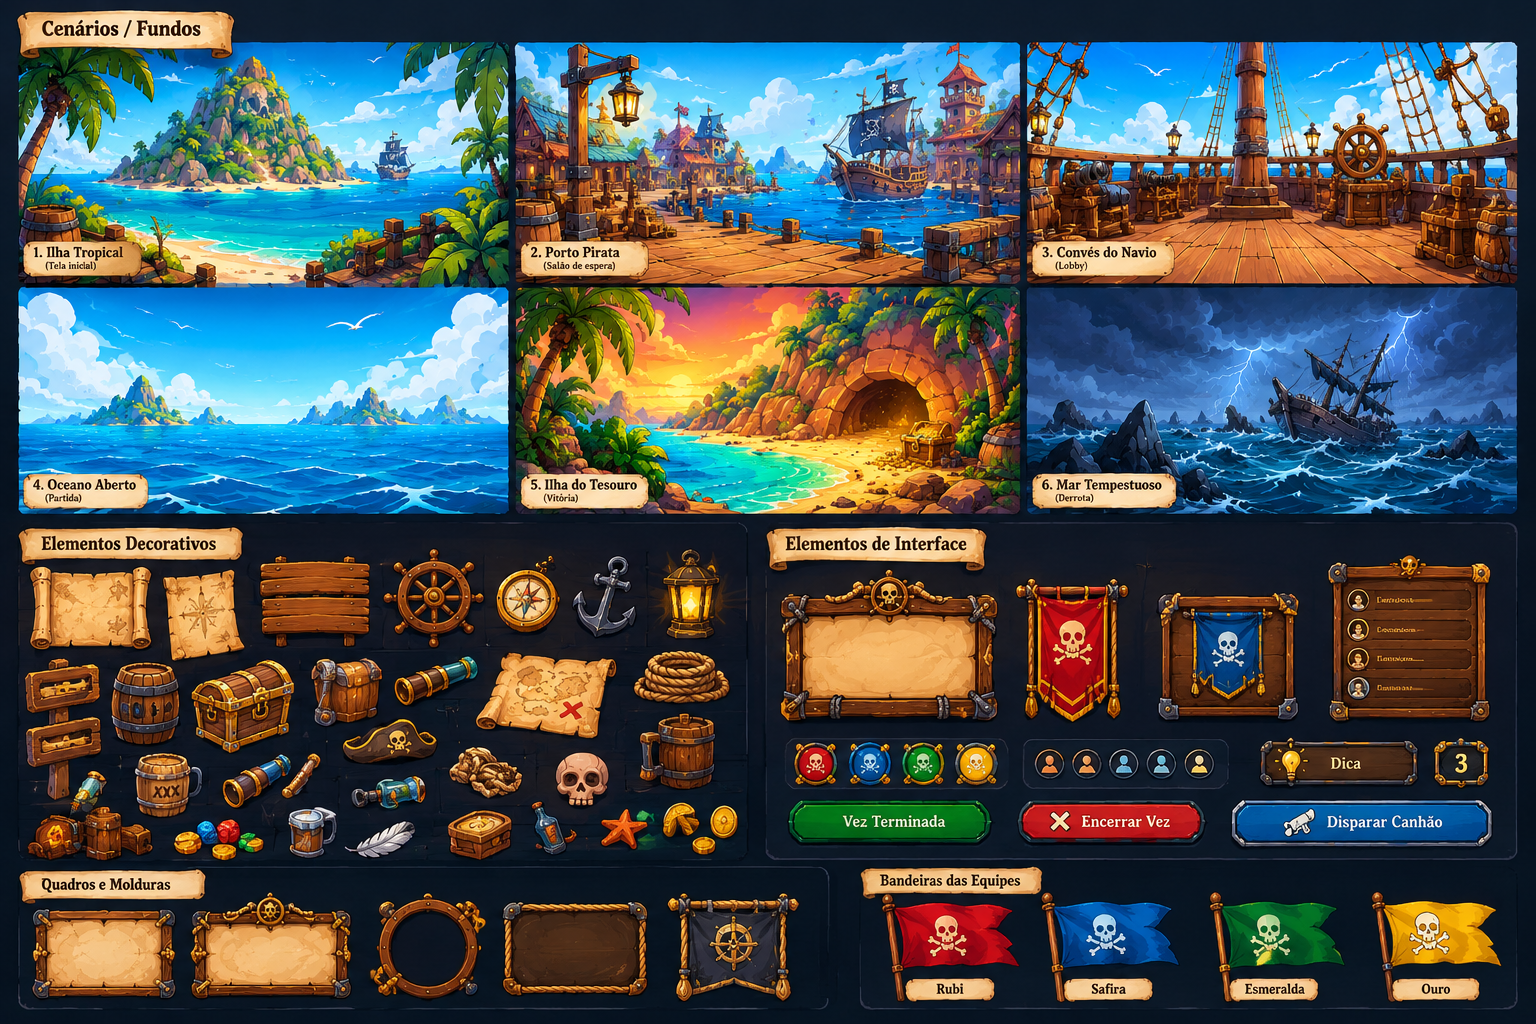 Cenários / Fundos
1. Ilha Tropical
(Tela inicial)
2. Porto Pirata
(Salão de espera)
3. Convés do Navio
(Lobby)
4. Oceano Aberto
(Partida)
5. Ilha do Tesouro
(Vitória)
6. Mar Tempestuoso
(Derrota)
Elementos Decorativos
XXX
Elementos de Interface
Dica
3
Vez Terminada
Encerrar Vez
Disparar Canhão
Quadros e Molduras
Bandeiras das Equipes
Rubi
Safira
Esmeralda
Ouro